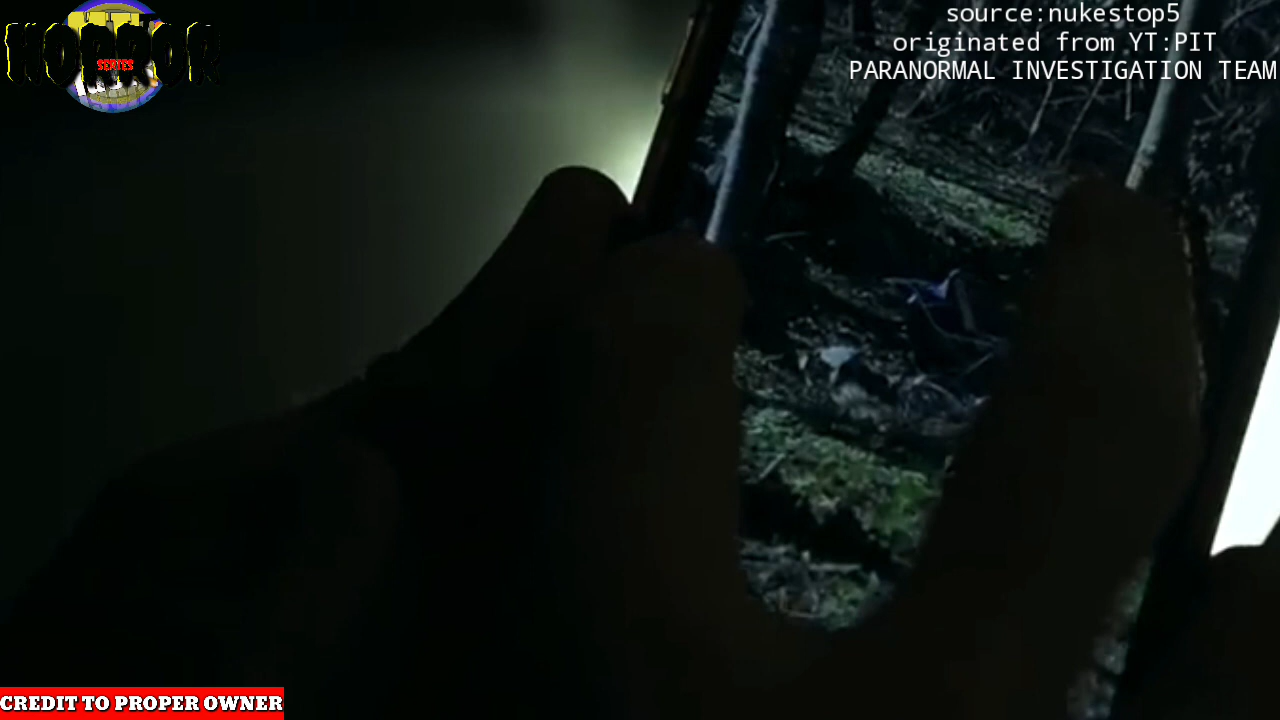 HORROR
SERIES
source:nukestop5
originated from YT:PIT
PARANORMAL INVESTIGATION TEAM
CREDIT TO PROPER OWNER